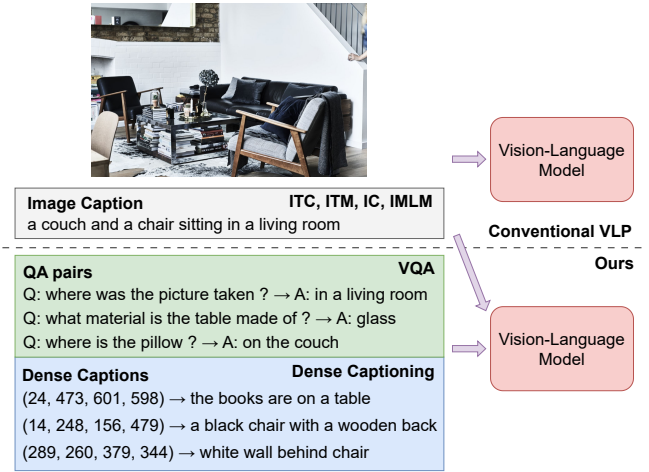 Image Caption ITC, ITM, IC, IMLM
a couch and a chair sitting in a living room
Vision-Language
Model
Conventional VLP
Ours
QA pairs VQA
Q: where was the picture taken ? → A: in a living room
Q: what material is the table made of ? → A: glass
Q: where is the pillow ? → A: on the couch
Dense Captions Dense Captioning
(24, 473, 601, 598) → the books are on a table
(14, 248, 156, 479) → a black chair with a wooden back
(289, 260, 379, 344) → white wall behind chair
Vision-Language
Model